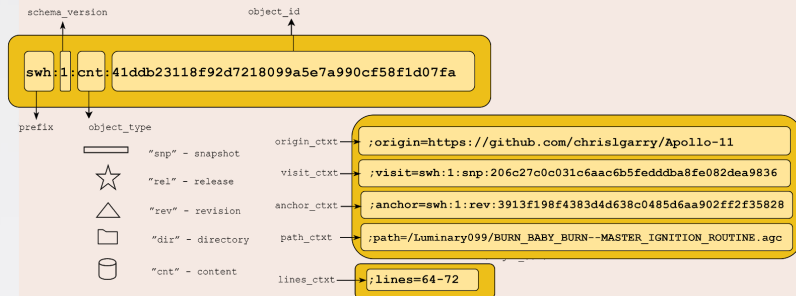 schema_version
object_id
swh:1:cnt:41ddb23118f92d7218099a5e7a990cf58f1d07fa
prefix
object_type
"snp" - snapshot
"rel" - release
"rev" - revision
"dir" - directory
"cnt" - content
origin_ctxt
;origin=https://github.com/chrislgarry/Apollo-11
visit_ctxt
;visit=swh:1:snp:206c27c0c031c6aac6b5fedddba8fe082dea9836
anchor_ctxt
;anchor=swh:1:rev:3913f198f4383d4d638c0485d6aa902ff2f35828
path_ctxt
;path=/Luminary099/BURN_BABY_BURN--MASTER_IGNITION_ROUTINE.agc
lines_ctxt
;lines=64-72